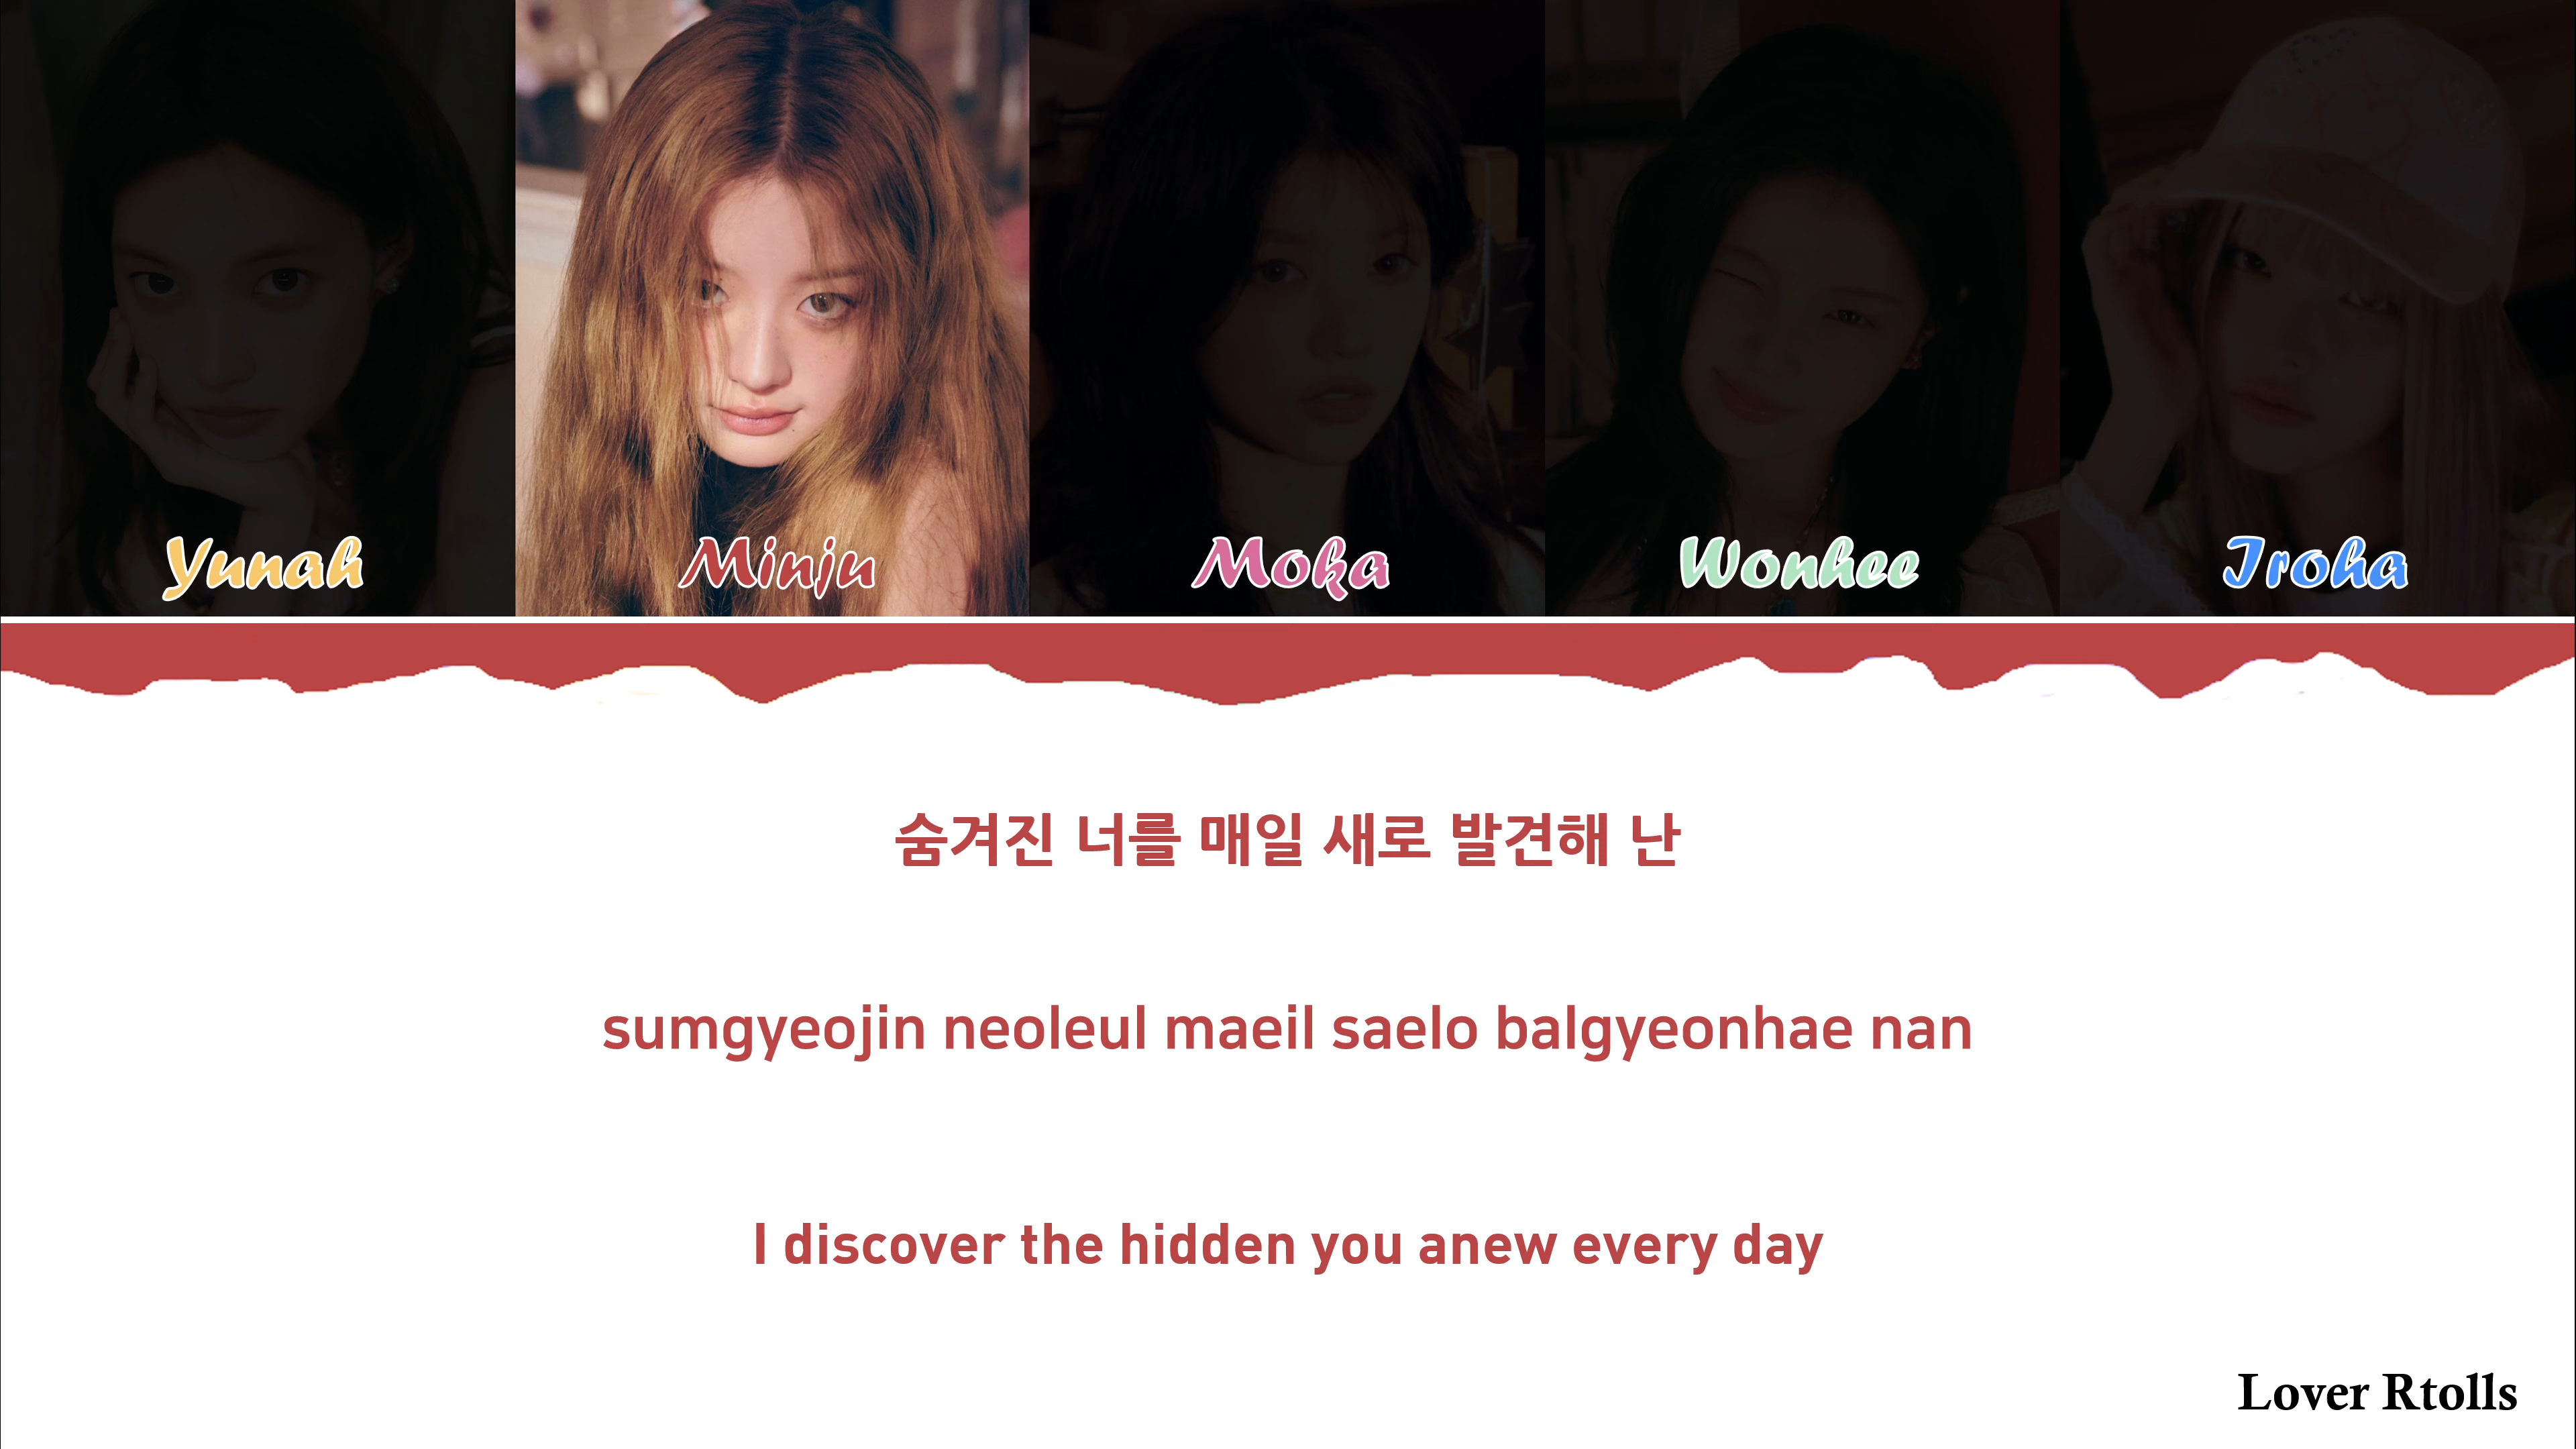 Yunah Minju Moka Wonhee Iroha
숨겨진 너를 매일 새로 발견해 난
sumgyeojin neoleul maeil saelo balgyeonhae nan
I discover the hidden you anew every day
Lover Rtolls